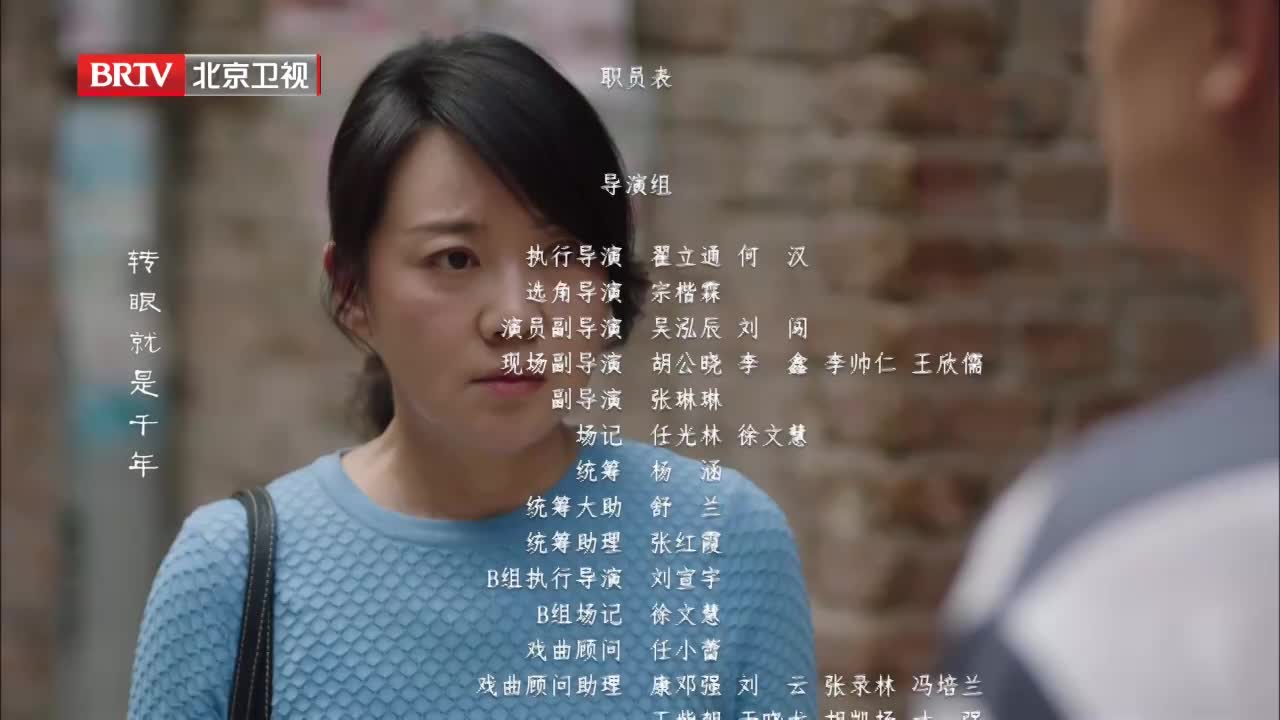 BRTV 北京卫视
职员表
导演组
转眼就是千年
执行导演 翟立通 何 汉
选角导演 宗楷霖
演员副导演 吴泓辰 刘 闯
现场副导演 胡公晓 李 鑫 李帅仁 王欣儒
副导演 张琳琳
场记 任光林 徐文慧
统筹 杨 涵
统筹大助 舒 兰
统筹助理 张红霞
B组执行导演 刘宣宇
B组场记 徐文慧
戏曲顾问 任小蕾
戏曲顾问助理 康邓强 刘 云 张录林 冯培兰